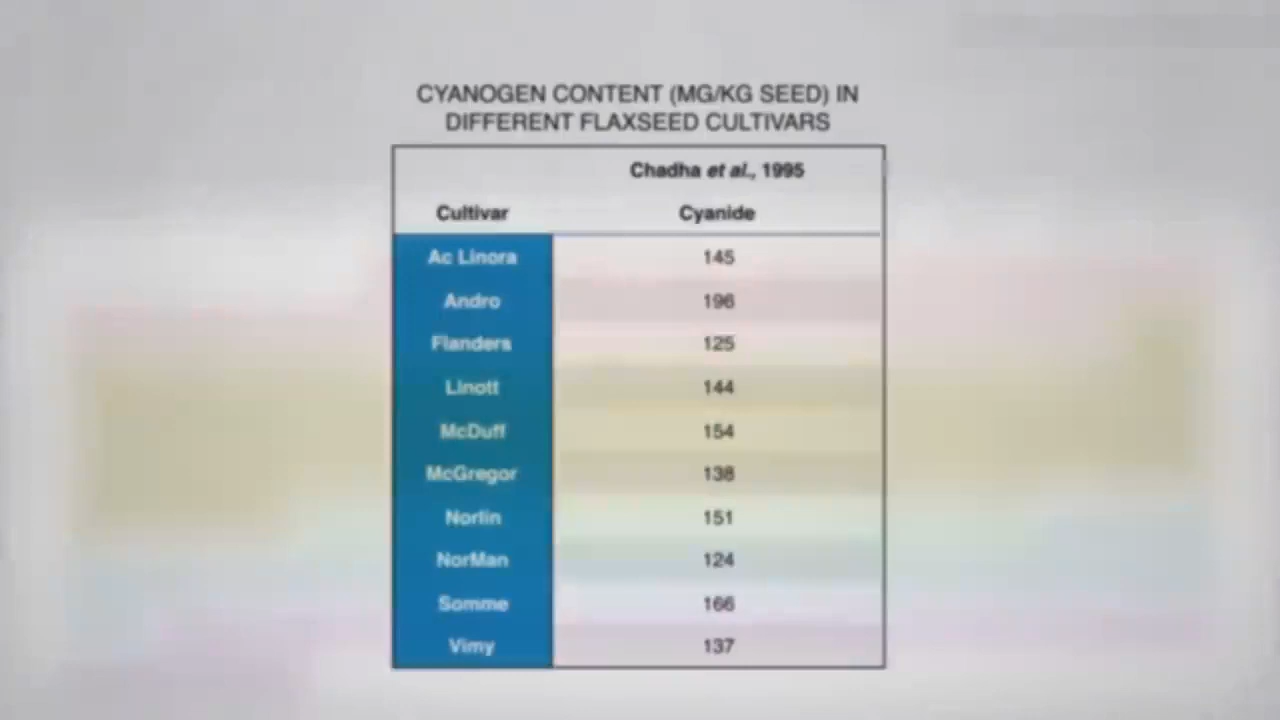 CYANOGEN CONTENT (MG/KG SEED) IN
DIFFERENT FLAXSEED CULTIVARS
Chadha et al., 1995
Cultivar Cyanide
Ac Linora 145
Andro 196
Flanders 125
Linott 144
McDuff 154
McGregor 138
Norlin 151
NorMan 124
Somme 166
Vimy 137